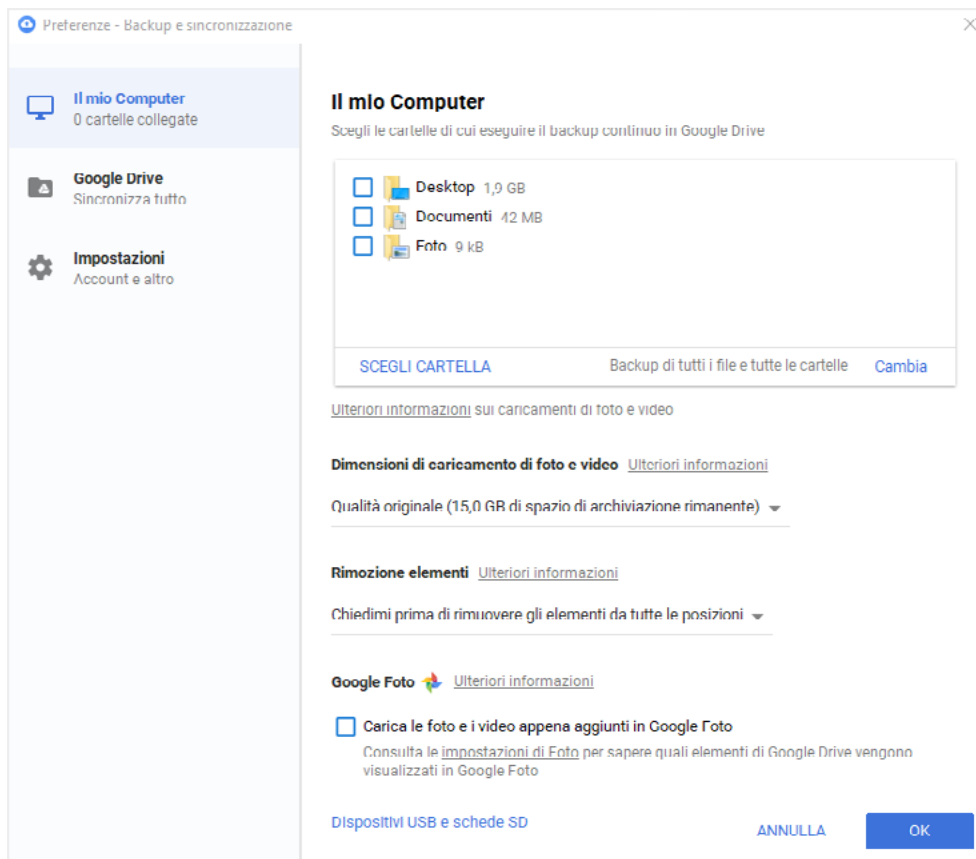 Preferenze - Backup e sincronizzazione
Il mio Computer
0 cartelle collegate
Google Drive
Sincronizza tutto
Impostazioni
Account e altro
Il mio Computer
Scegli le cartelle di cui eseguire il backup continuo in Google Drive
Desktop 1,9 GB
Documenti 42 MB
Foto 9 kB
SCEGLI CARTELLA Backup di tutti i file e tutte le cartelle Cambia
Ulteriori informazioni sui caricamenti di foto e video
Dimensioni di caricamento di foto e video Ulteriori informazioni
Qualità originale (15,0 GB di spazio di archiviazione rimanente)
Rimozione elementi Ulteriori informazioni
Chiedimi prima di rimuovere gli elementi da tutte le posizioni
Google Foto Ulteriori informazioni
Carica le foto e i video appena aggiunti in Google Foto
Consulta le impostazioni di Foto per sapere quali elementi di Google Drive vengono
visualizzati in Google Foto
Dispositivi USB e schede SD
ANNULLA OK